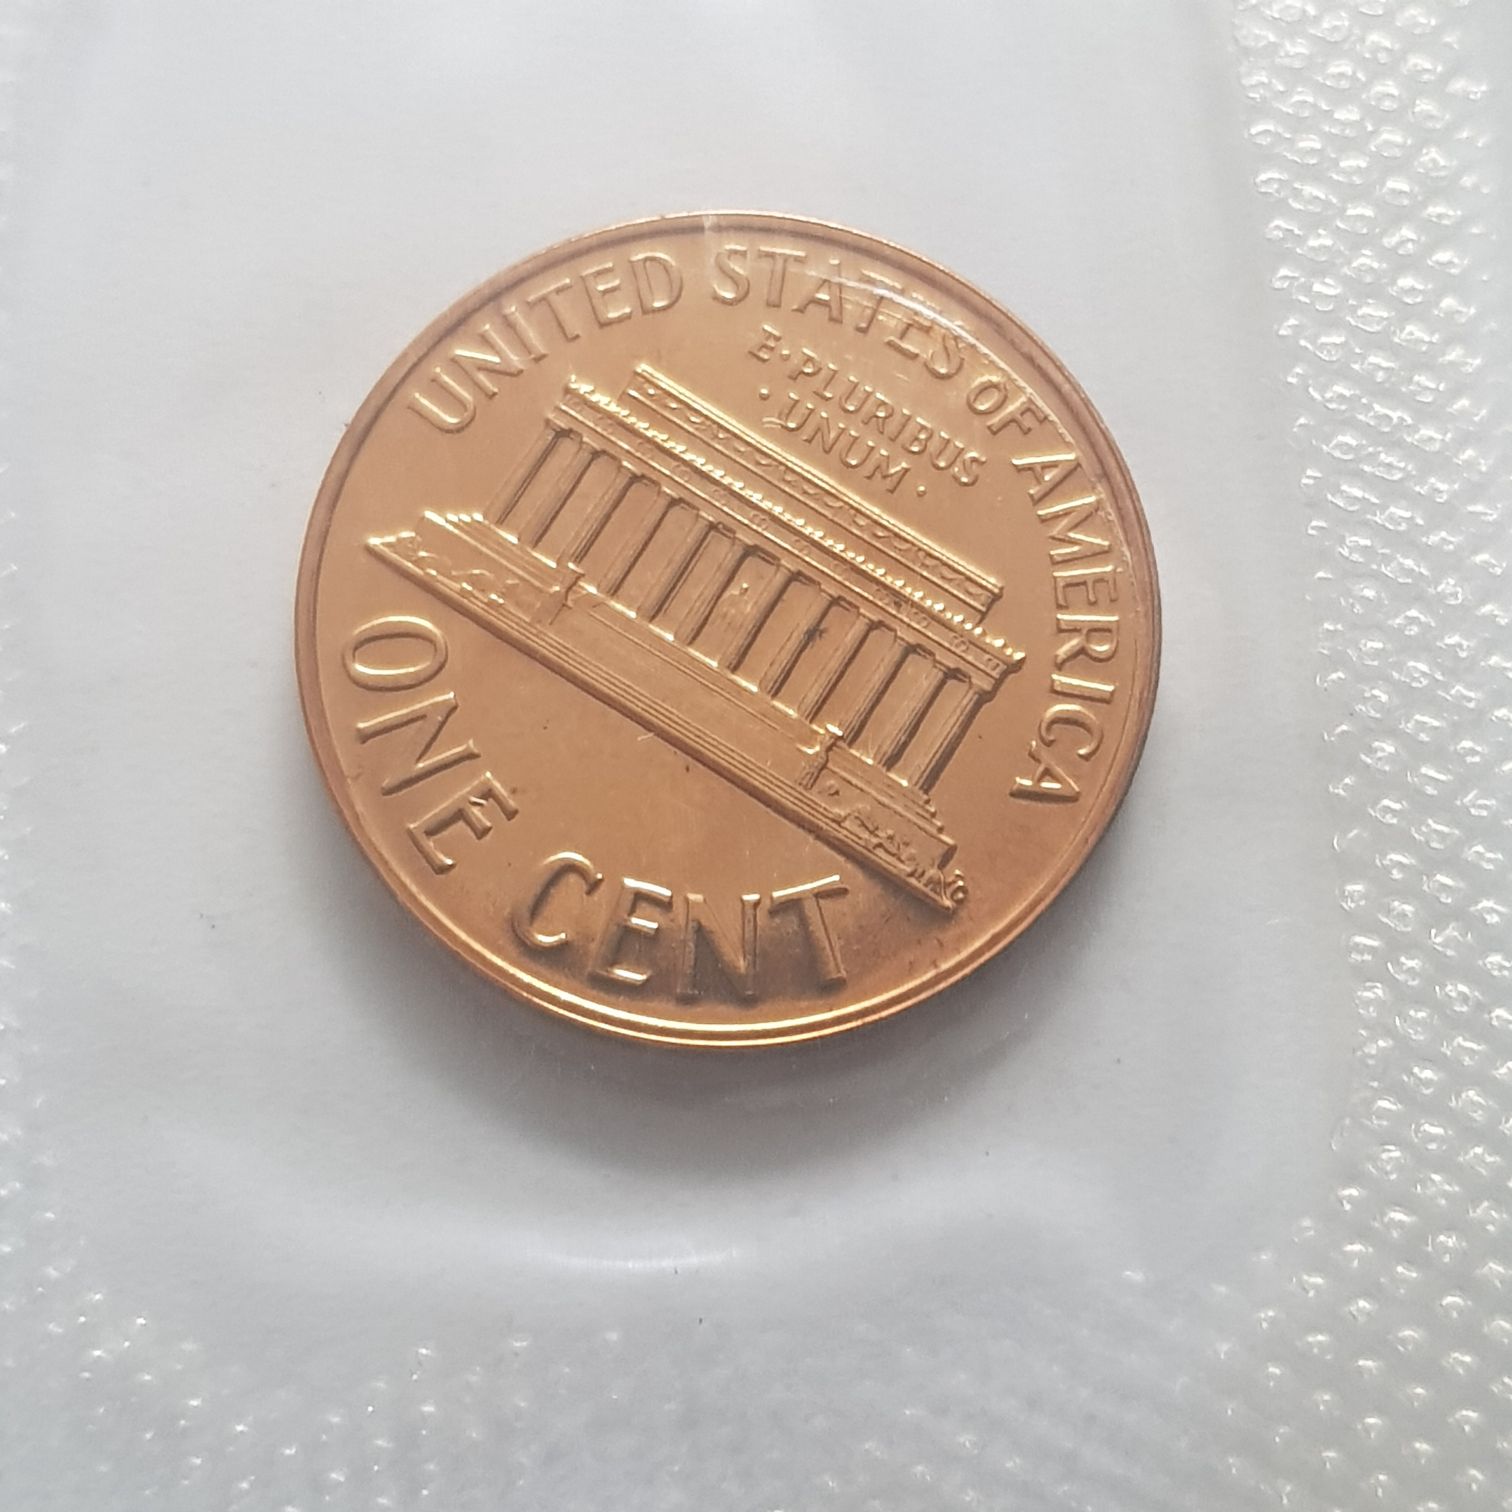 UNITED STATES OF AMERICA
E·PLURIBUS
·UNUM·
ONE CENT